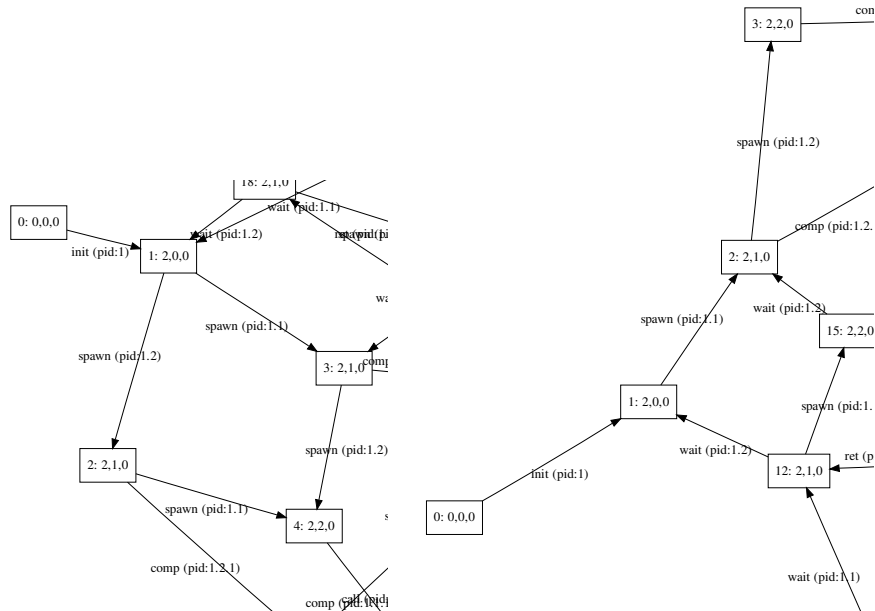 18: 2,1,0
0: 0,0,0
init (pid:1)
wait (pid:1.1)
wait (pid:1.2)
1: 2,0,0
spawn (pid:1.1)
spawn (pid:1.2)
3: 2,1,0
spawn (pid:1.2)
2: 2,1,0
spawn (pid:1.1)
4: 2,2,0
comp (pid:1.2.1)
3: 2,2,0
spawn (pid:1.2)
comp (pid:1.2.
2: 2,1,0
wait (pid:1.2)
15: 2,2,0
spawn (pid:1.1)
1: 2,0,0
spawn (pid:1.
wait (pid:1.2)
ret (p
12: 2,1,0
init (pid:1)
0: 0,0,0
wait (pid:1.1)